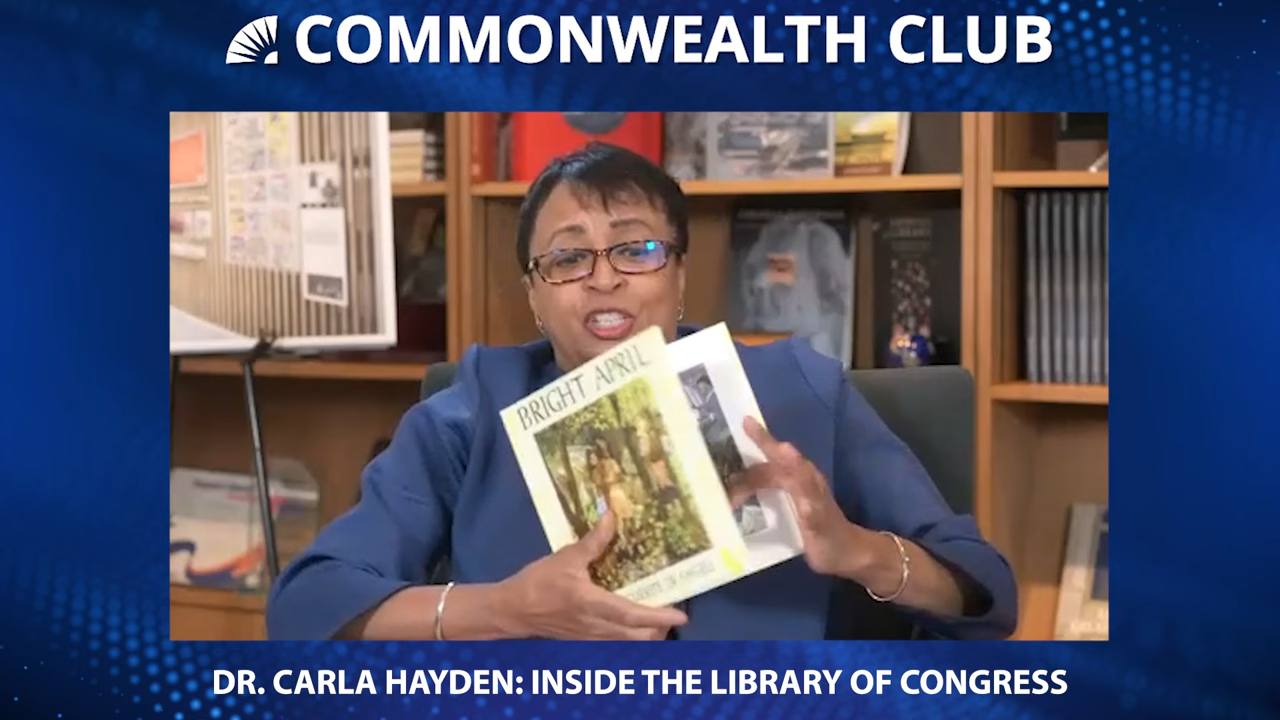 COMMONWEALTH CLUB
BRIGHT APRIL
DR. CARLA HAYDEN: INSIDE THE LIBRARY OF CONGRESS